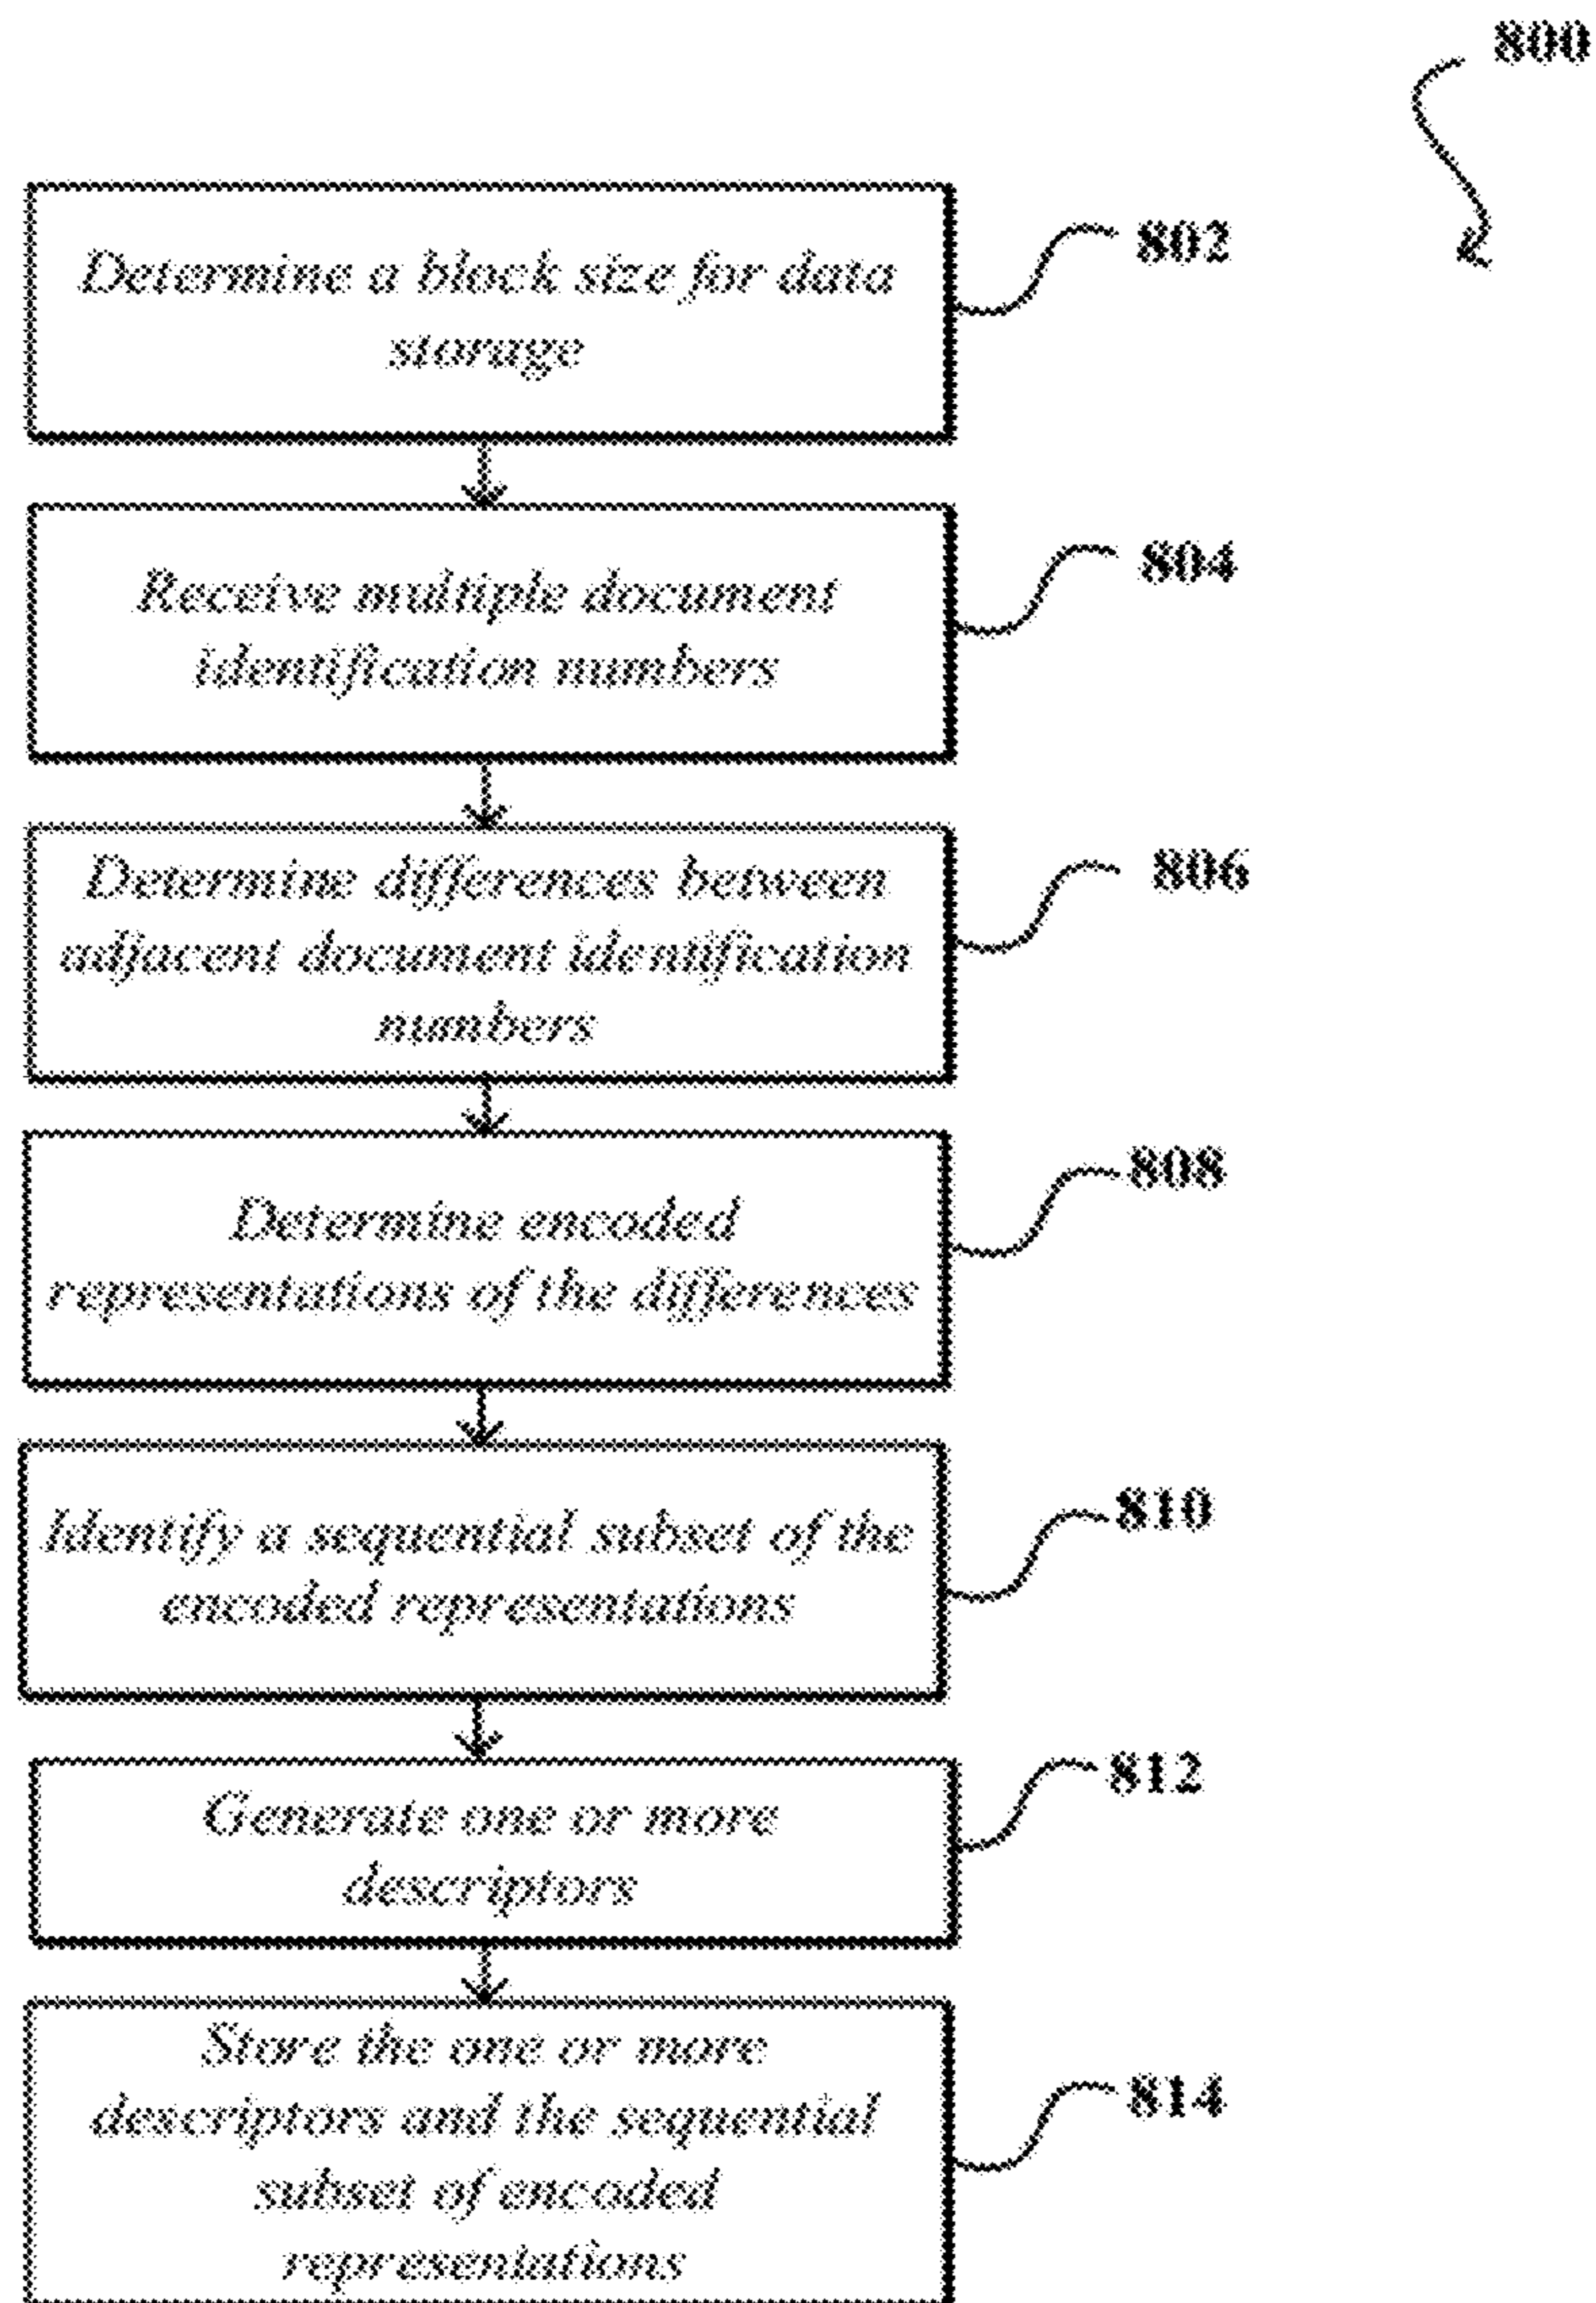 800
Determine a block size for data
storage
802
Receive multiple document
identification numbers
804
Determine differences between
adjacent document identification
numbers
806
Determine encoded
representations of the differences
808
Identify a sequential subset of the
encoded representations
810
Generate one or more
descriptors
812
Store the one or more
descriptors and the sequential
subset of encoded
representations
814